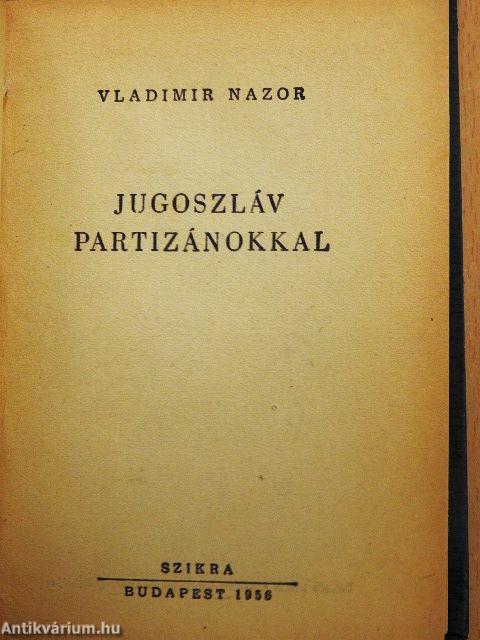 VLADIMIR NAZOR
JUGOSZLÁV
PARTIZÁNOKKAL
SZIKRA
BUDAPEST 1956
Antikvárium.hu